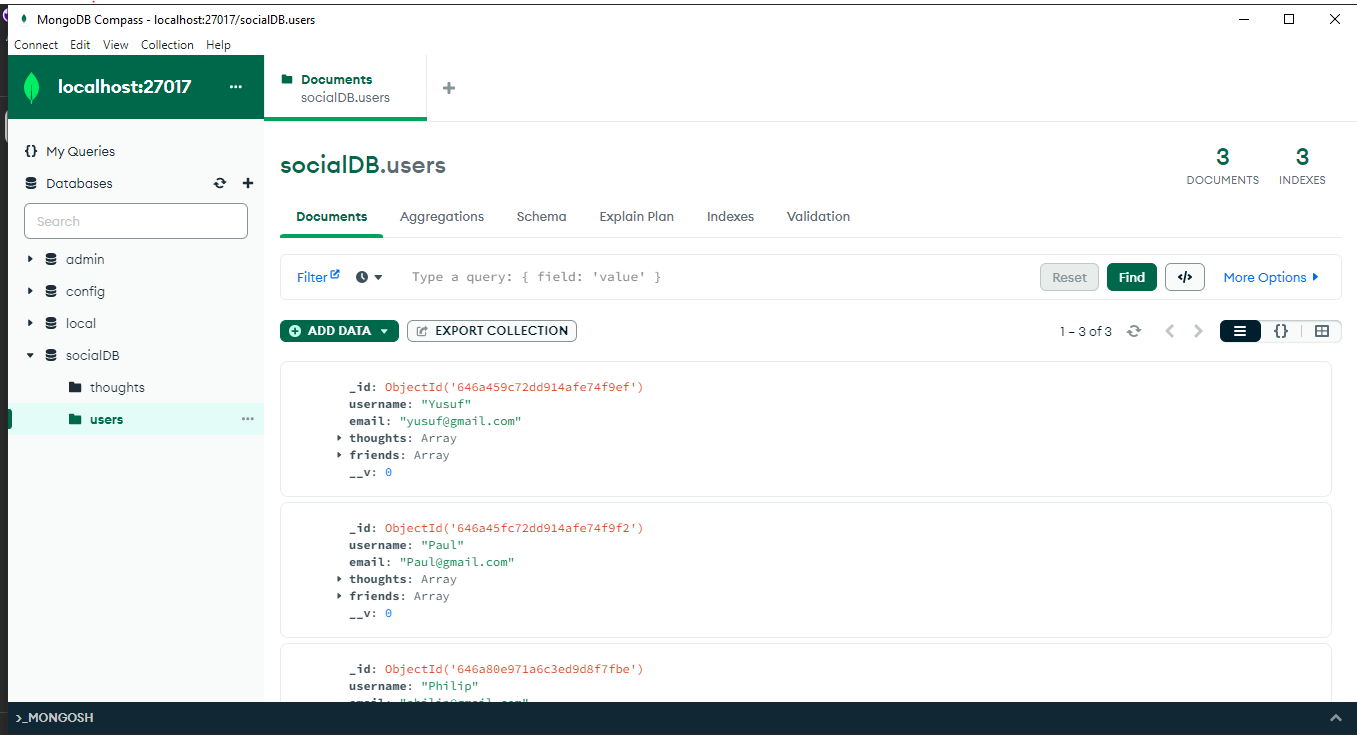 MongoDB Compass - localhost:27017/socialDB.users
Connect Edit View Collection Help
localhost:27017 ...
Documents
socialDB.users
+
{} My Queries
Databases
Search
admin
config
local
socialDB
thoughts
users ...
socialDB.users
3 DOCUMENTS
3 INDEXES
Documents Aggregations Schema Explain Plan Indexes Validation
Filter Type a query: { field: 'value' } Reset Find </> More Options
ADD DATA EXPORT COLLECTION 1 – 3 of 3 {}
_id: ObjectId('646a459c72dd914afe74f9ef')
username: "Yusuf"
email: "yusuf@gmail.com"
thoughts: Array
friends: Array
__v: 0
_id: ObjectId('646a45fc72dd914afe74f9f2')
username: "Paul"
email: "Paul@gmail.com"
thoughts: Array
friends: Array
__v: 0
_id: ObjectId('646a80e971a6c3ed9d8f7fbe')
username: "Philip"
email: "philip@gmail.com"
>_MONGOSH